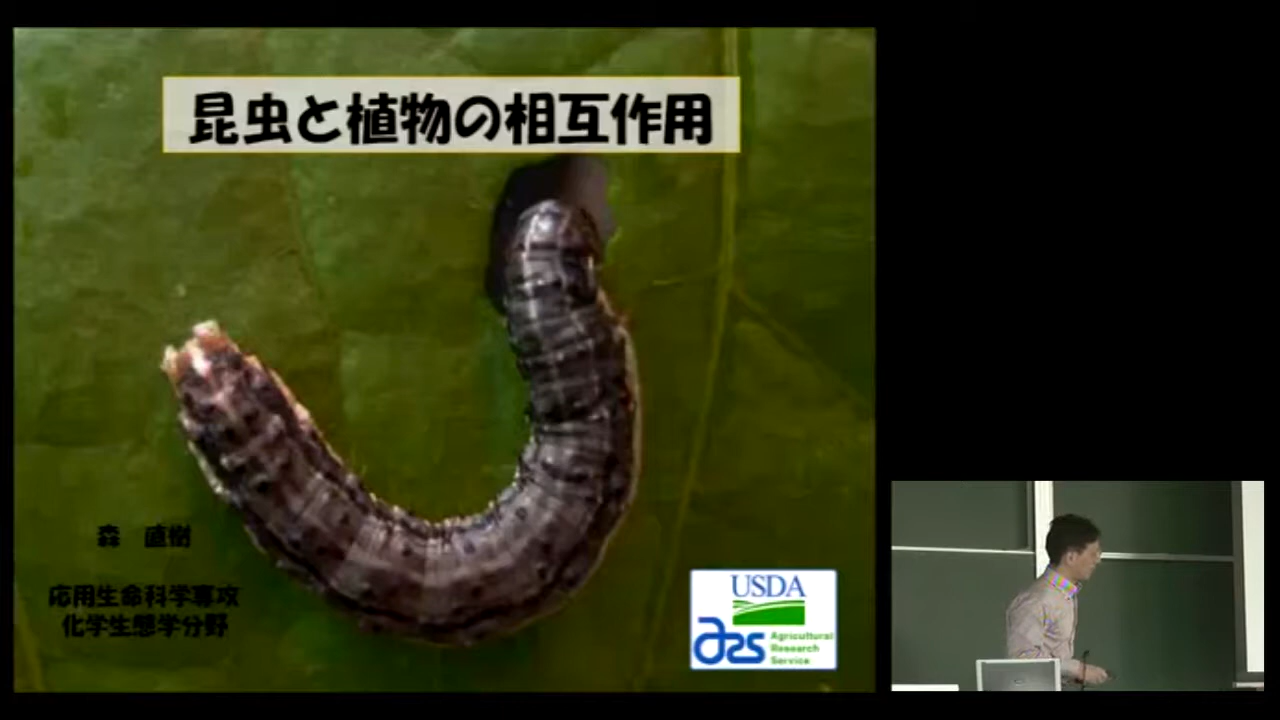 昆虫と植物の相互作用
森 直樹
応用生命科学専攻
化学生態学分野
USDA
ars
Agricultural
Research
Service